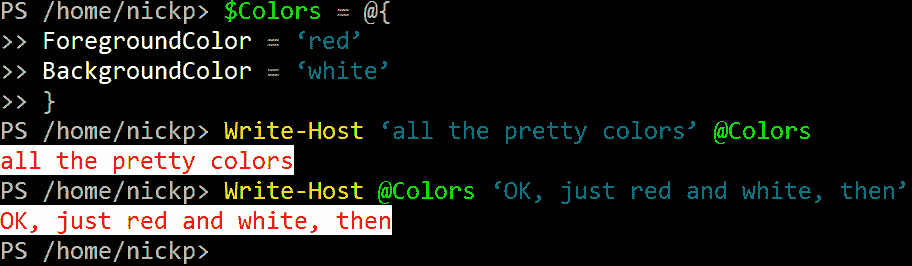 PS /home/nickp> $Colors = @{
>> ForegroundColor = ‘red’
>> BackgroundColor = ‘white’
>> }
PS /home/nickp> Write-Host ‘all the pretty colors’ @Colors
all the pretty colors
PS /home/nickp> Write-Host @Colors ‘OK, just red and white, then’
OK, just red and white, then
PS /home/nickp>